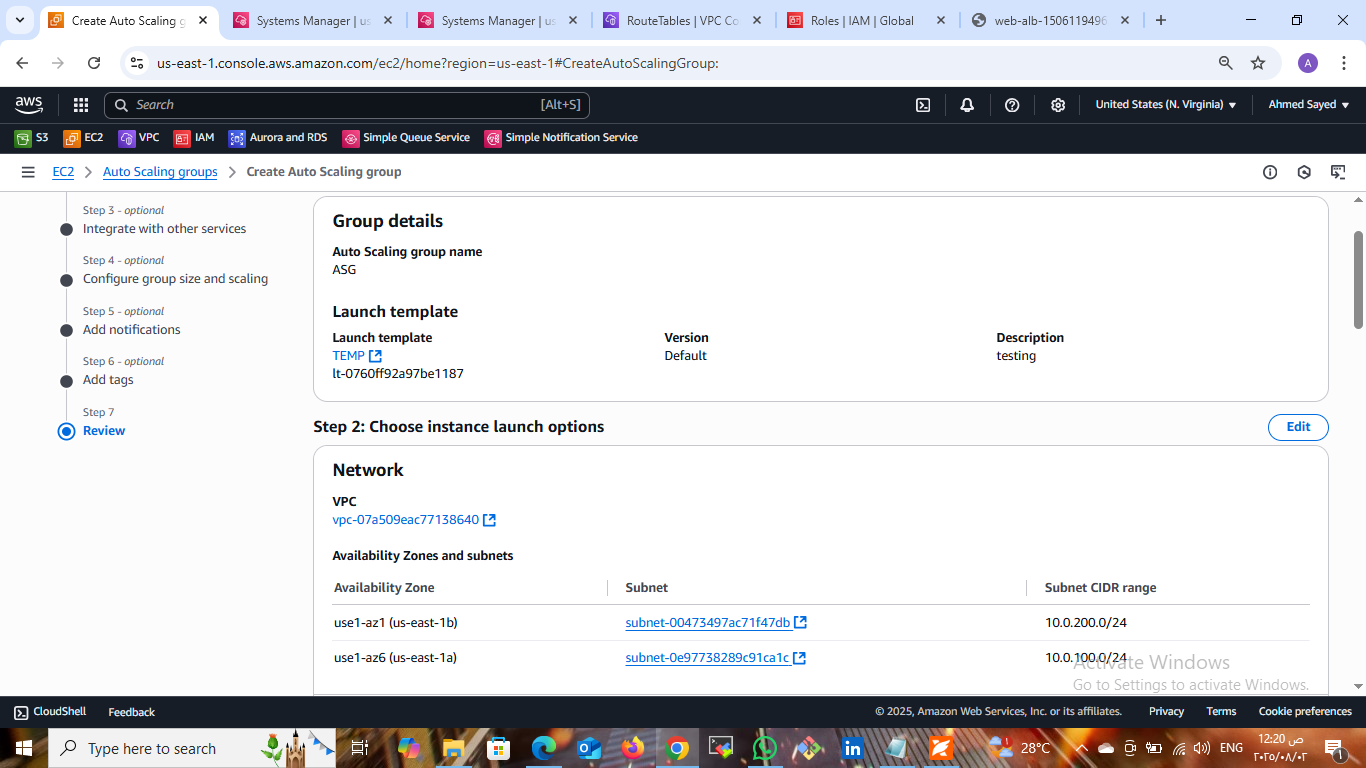 Create Auto Scaling g
Systems Manager | us
Systems Manager | us
RouteTables | VPC Co
Roles | IAM | Global
web-alb-1506119496
us-east-1.console.aws.amazon.com/ec2/home?region=us-east-1#CreateAutoScalingGroup:
A
aws
Search
[Alt+S]
United States (N. Virginia)
Ahmed Sayed
S3
EC2
VPC
IAM
Aurora and RDS
Simple Queue Service
Simple Notification Service
EC2
Auto Scaling groups
Create Auto Scaling group
Step 3 - optional
Integrate with other services
Step 4 - optional
Configure group size and scaling
Step 5 - optional
Add notifications
Step 6 - optional
Add tags
Step 7
Review
Group details
Auto Scaling group name
ASG
Launch template
Launch template
TEMP
lt-0760ff92a97be1187
Version
Default
Description
testing
Step 2: Choose instance launch options
Edit
Network
VPC
vpc-07a509eac77138640
Availability Zones and subnets
Availability Zone
Subnet
Subnet CIDR range
use1-az1 (us-east-1b)
subnet-00473497ac71f47db
10.0.200.0/24
use1-az6 (us-east-1a)
subnet-0e97738289c91ca1c
10.0.100.0/24
Activate Windows
Go to Settings to activate Windows.
CloudShell
Feedback
© 2025, Amazon Web Services, Inc. or its affiliates.
Privacy
Terms
Cookie preferences
Type here to search
28°C
ENG
12:20 ص
٢٠٢٥/٠٨/٠٢
1